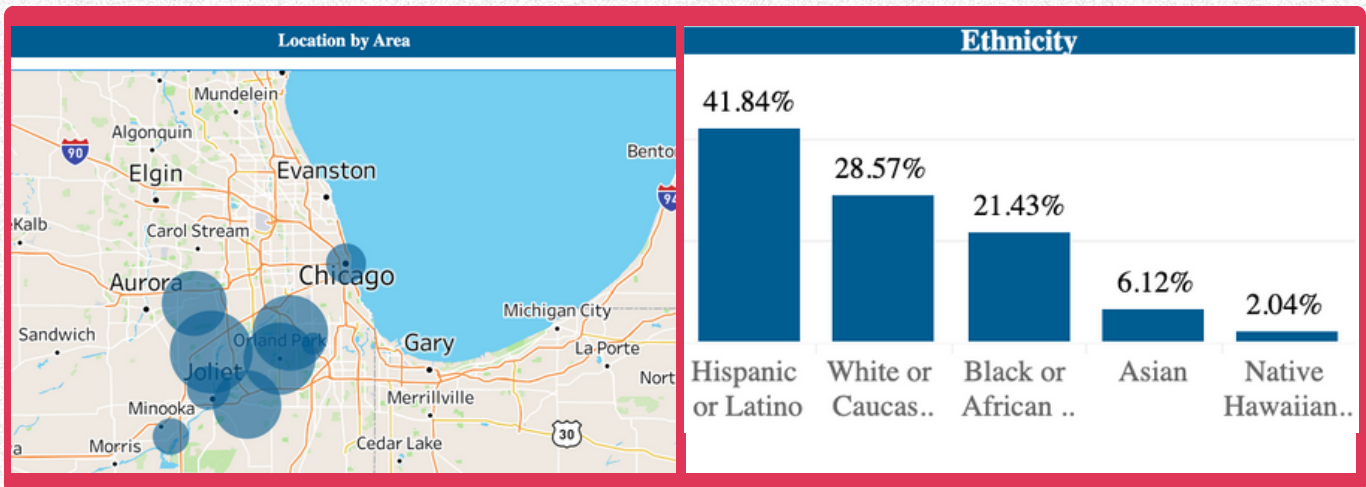 Location by Area
Mundelein
Algonquin
90
Elgin
Evanston
Bento
94
eKalb
Carol Stream
Chicago
Aurora
Michigan City
Sandwich
Orland Park
Gary
La Porte
Joliet
Nort
Minooka
Merrillville
30
Morris
Cedar Lake
a
Ethnicity
41.84%
28.57%
21.43%
6.12%
2.04%
Hispanic or Latino
White or Caucas..
Black or African ..
Asian
Native Hawaiian..